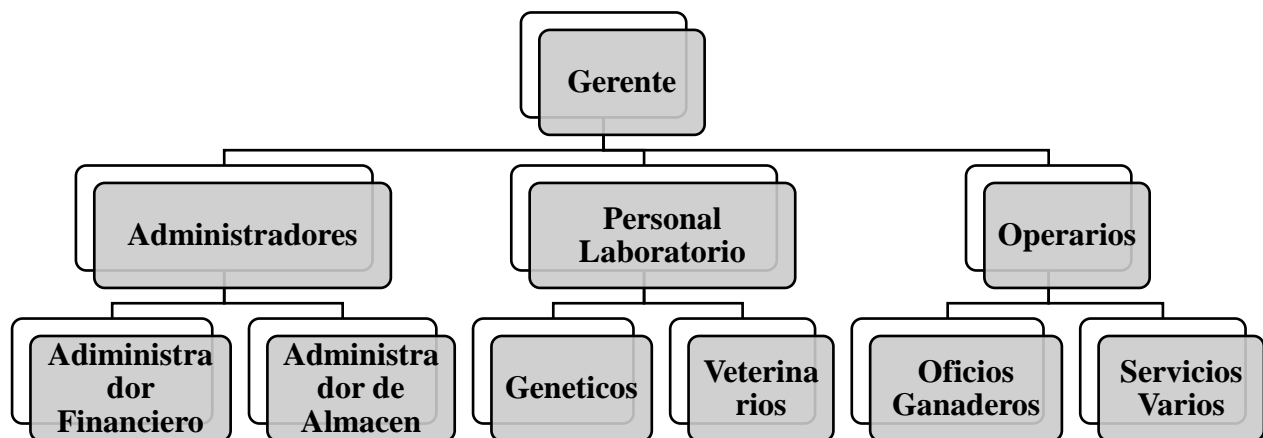 Gerente
Administradores
Personal
Laboratorio
Operarios
Adiministra
dor
Financiero
Administra
dor de
Almacen
Geneticos
Veterina
rios
Oficios
Ganaderos
Servicios
Varios